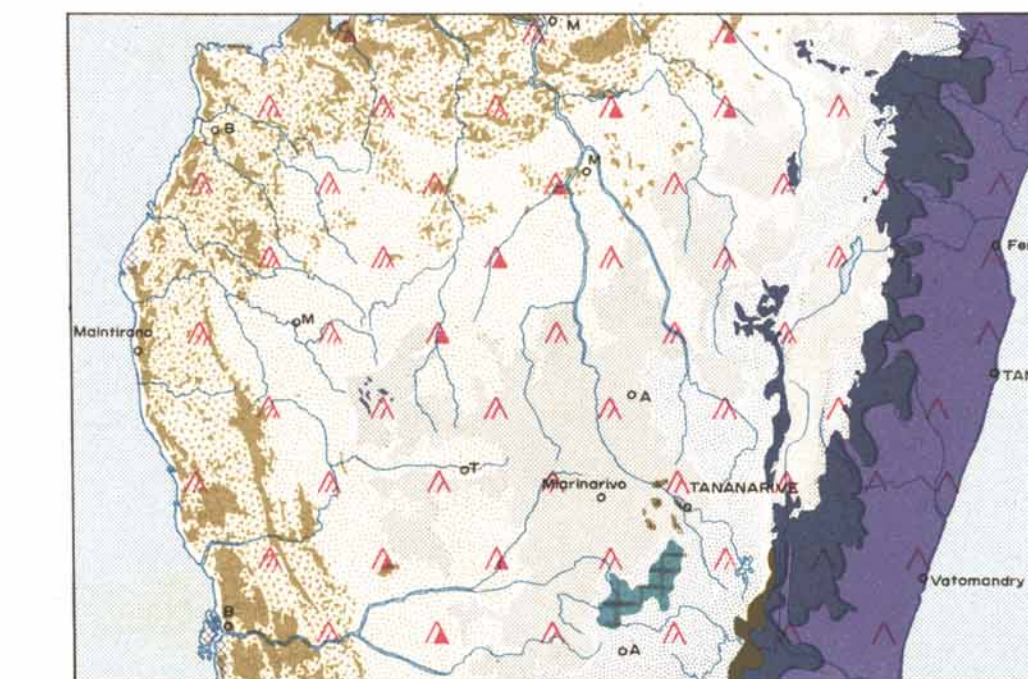 M
B
M
Fe
M
Maintirano
TAN
A
T
Miarinarivo
TANANARIVE
Vatomandry
B
A